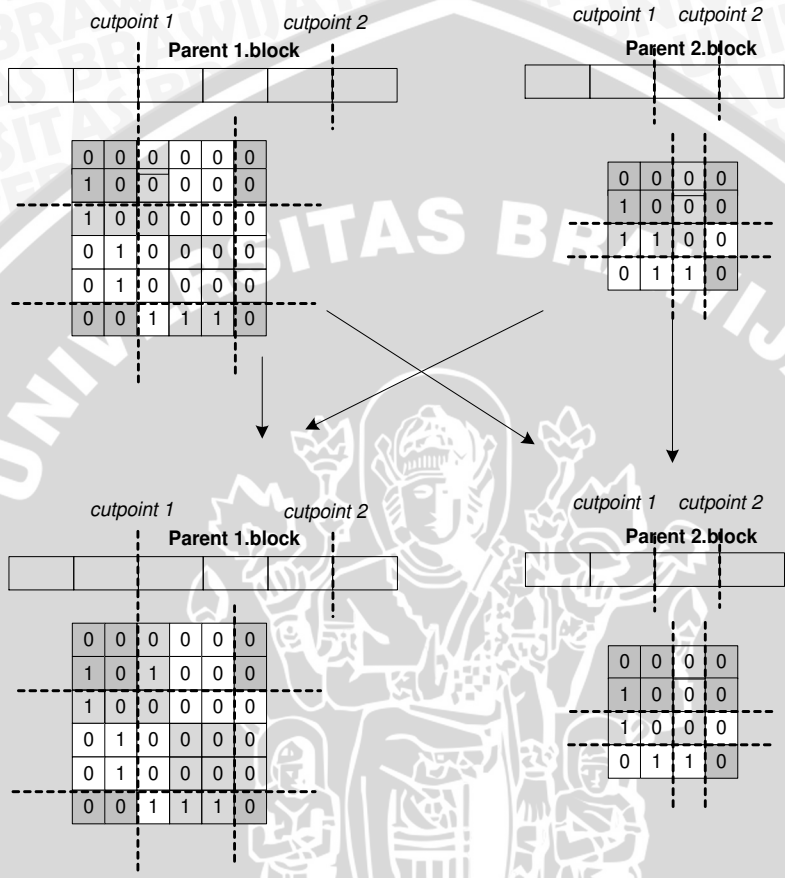 cutpoint 1 cutpoint 2
Parent 1.block
0 0 0 0 0 0
1 0 0 0 0 0
1 0 0 0 0 0
0 1 0 0 0 0
0 1 0 0 0 0
0 0 1 1 1 0
cutpoint 1 cutpoint 2
Parent 2.block
0 0 0 0
1 0 0 0
1 1 0 0
0 1 1 0
cutpoint 1 cutpoint 2
Parent 1.block
0 0 0 0 0 0
1 0 1 0 0 0
1 0 0 0 0 0
0 1 0 0 0 0
0 1 0 0 0 0
0 0 1 1 1 0
cutpoint 1 cutpoint 2
Parent 2.block
0 0 0 0
1 0 0 0
1 0 0 0
0 1 1 0